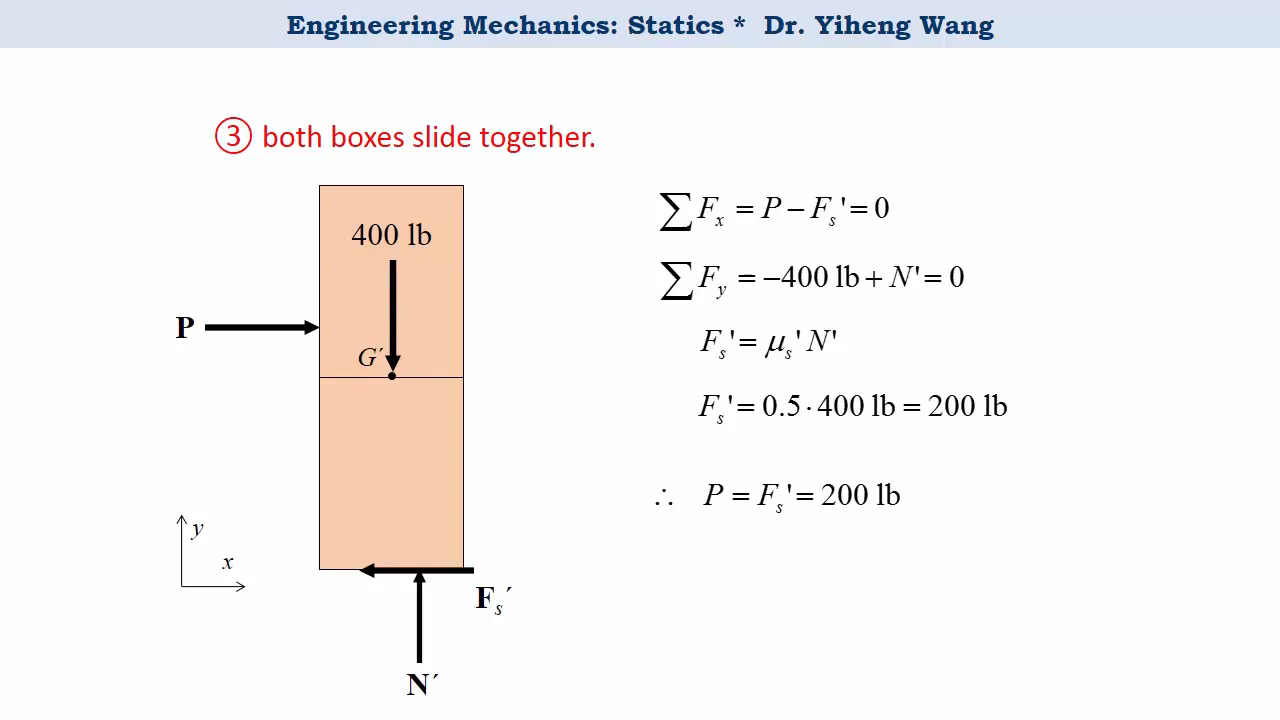 Engineering Mechanics: Statics * Dr. Yiheng Wang
③ both boxes slide together.
400 lb
P
G′
y
x
Fₛ′
N′
∑Fₓ = P − Fₛ' = 0
∑F_y = −400 lb + N' = 0
Fₛ' = μₛ' N'
Fₛ' = 0.5 · 400 lb = 200 lb
∴ P = Fₛ' = 200 lb